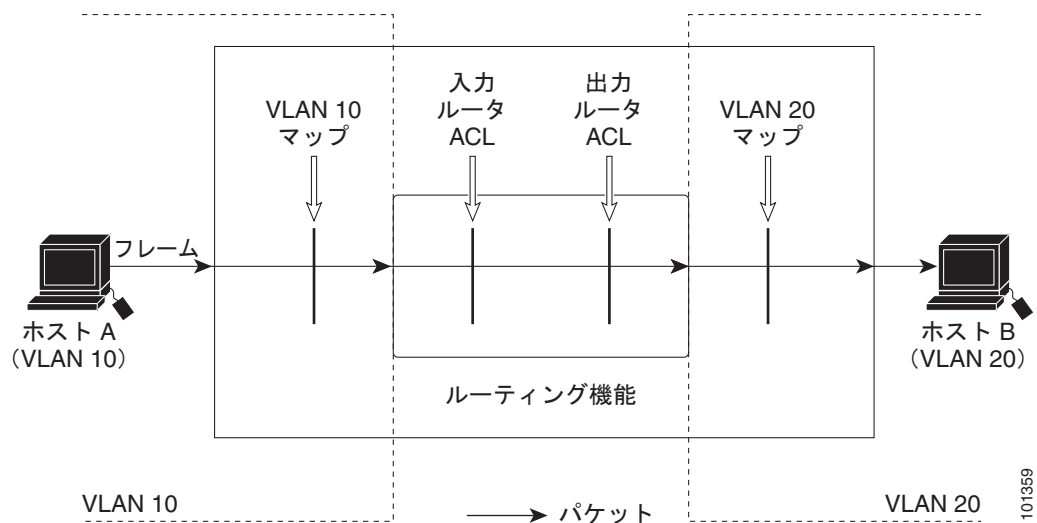 VLAN 10
マップ
入力
ルータ
ACL
出力
ルータ
ACL
VLAN 20
マップ
フレーム
ホスト A
（VLAN 10）
ホスト B
（VLAN 20）
ルーティング機能
VLAN 10
パケット
VLAN 20
101359